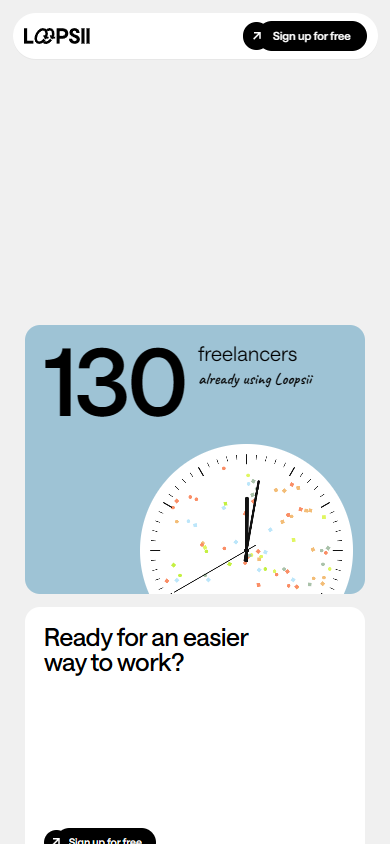 LOOPSII
Sign up for free
130
freelancers
already using Loopsii
Ready for an easier
way to work?
Sign up for free